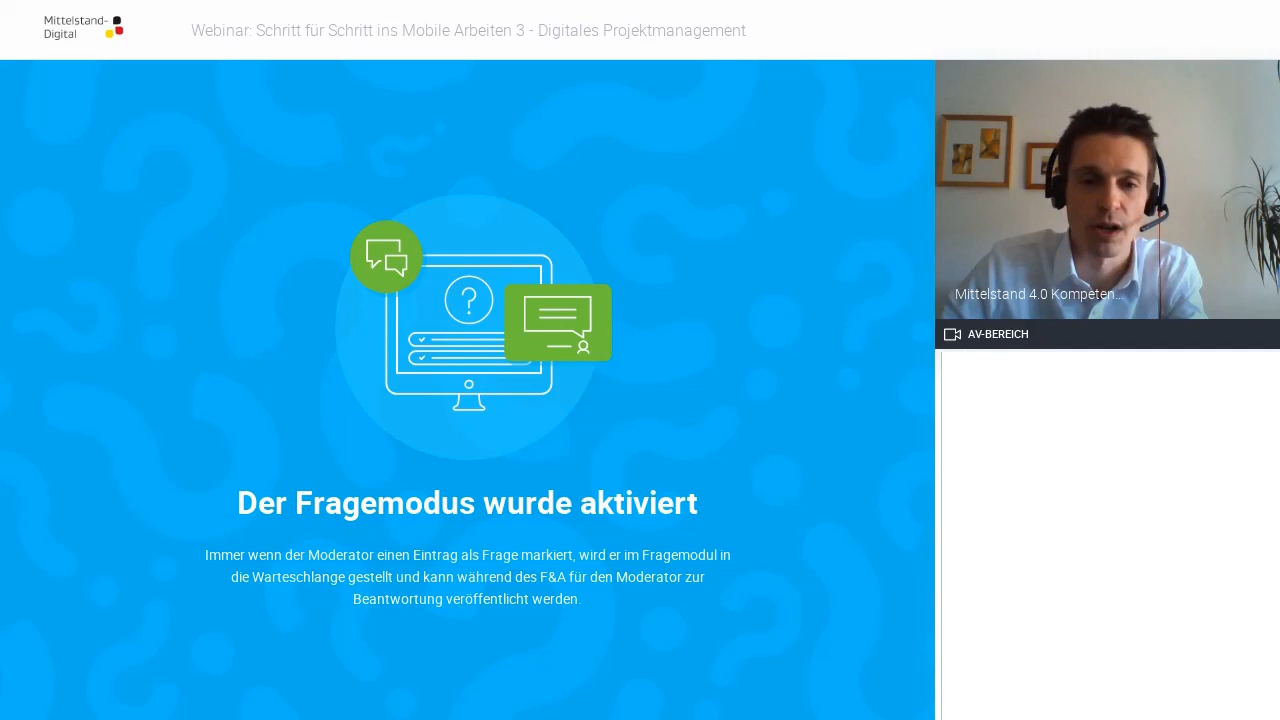 Mittelstand-
Digital
Webinar: Schritt für Schritt ins Mobile Arbeiten 3 - Digitales Projektmanagement
Mittelstand 4.0 Kompeten...
AV-BEREICH
Der Fragemodus wurde aktiviert
Immer wenn der Moderator einen Eintrag als Frage markiert, wird er im Fragemodul in
die Warteschlange gestellt und kann während des F&A für den Moderator zur
Beantwortung veröffentlicht werden.